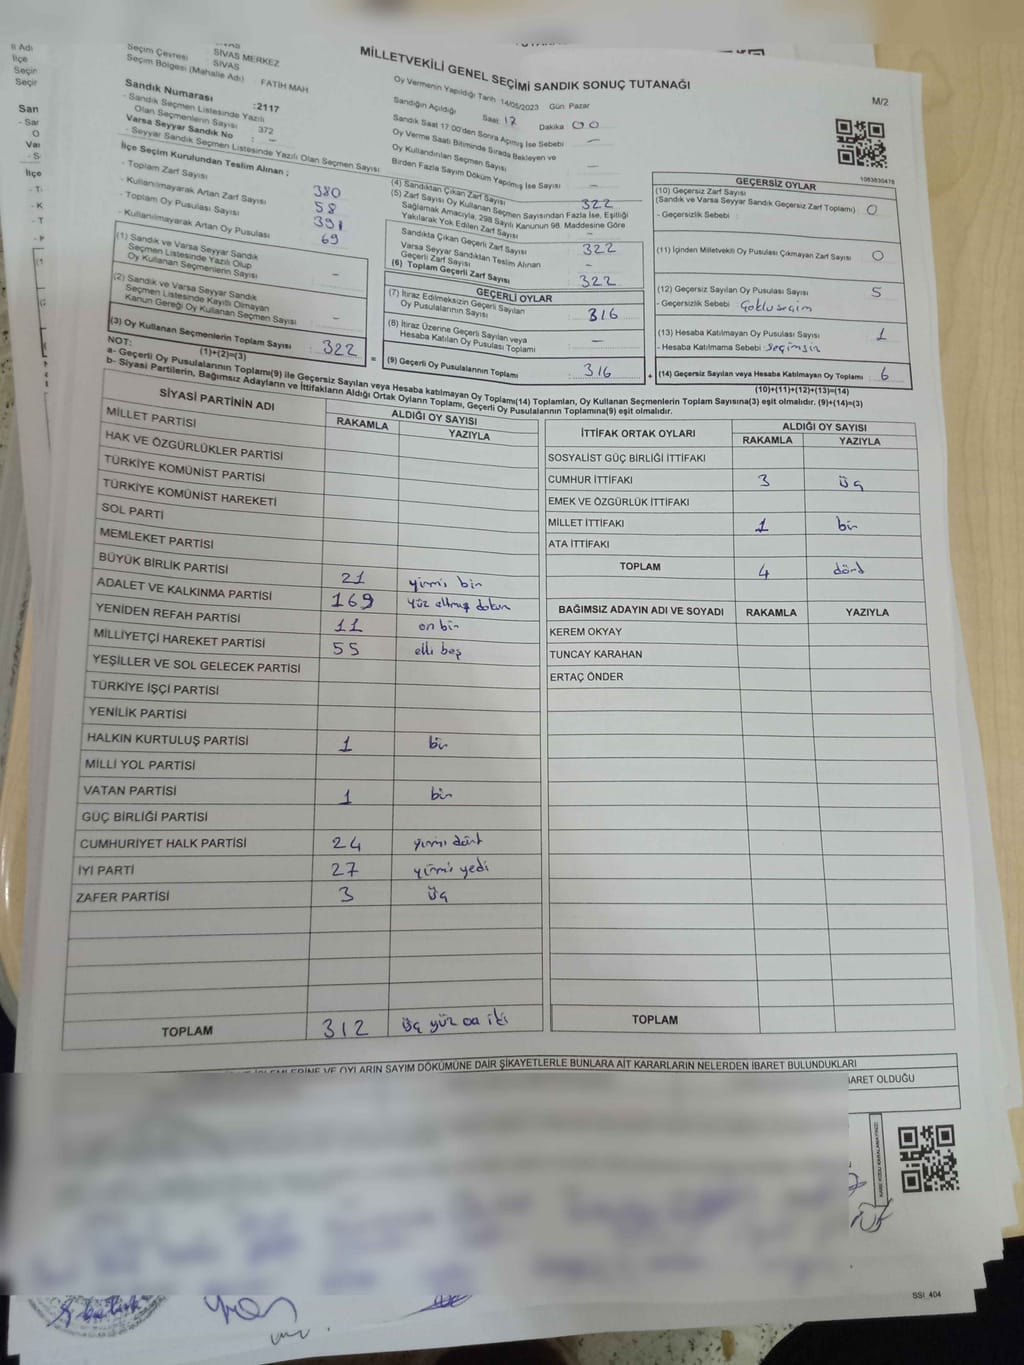 MİLLETVEKİLİ GENEL SEÇİMİ SANDIK SONUÇ TUTANAĞI
M/2
Seçim Çevresi : SİVAS MERKEZ
SİVAS
Seçim Bölgesi (Mahalle Adı) FATİH MAH
Sandık Numarası :2117
- Sandık Seçmen Listesinde Yazılı
Olan Seçmenlerin Sayısı : 372
Varsa Seyyar Sandık No : -
- Seyyar Sandık Seçmen Listesinde Yazılı Olan Seçmen Sayısı
Oy Vermenin Yapıldığı Tarih 14/05/2023 Gün Pazar
Sandığın Açıldığı Saat 17 Dakika 00
Sandık Saat 17.00'den Sonra Açılmış İse Sebebi : —
Oy Verme Saati Bitiminde Sırada Bekleyen ve
Oy Kullandırılan Seçmen Sayısı : —
Birden Fazla Sayım Döküm Yapılmış İse Sayısı : —
İlçe Seçim Kurulundan Teslim Alınan ;
- Toplam Zarf Sayısı 380
- Kullanılmayarak Artan Zarf Sayısı 58
- Toplam Oy Pusulası Sayısı 391
- Kullanılmayarak Artan Oy Pusulası 69
(1) Sandık ve Varsa Seyyar Sandık
Seçmen Listesinde Yazılı Olup
Oy Kullanan Seçmenlerin Sayısı : -
(2) Sandık ve Varsa Seyyar Sandık
Seçmen Listesinde Kayıtlı Olmayan
Kanun Gereği Oy Kullanan Seçmen Sayısı : -
(3) Oy Kullanan Seçmenlerin Toplam Sayısı : 322
(1)+(2)=(3)
(4) Sandıktan Çıkan Zarf Sayısı : 322
(5) Zarf Sayısı Oy Kullanan Seçmen Sayısından Fazla İse, Eşitliği
Sağlamak Amacıyla, 298 Sayılı Kanunun 98. Maddesine Göre
Yakılarak Yok Edilen Zarf Sayısı : —
Sandıkta Çıkan Geçerli Zarf Sayısı : 322
Varsa Seyyar Sandıktan Teslim Alınan
Geçerli Zarf Sayısı : -
(6) Toplam Geçerli Zarf Sayısı : 322
GEÇERLİ OYLAR
(7) İtiraz Edilmeksizin Geçerli Sayılan
Oy Pusulalarının Sayısı : 316
(8) İtiraz Üzerine Geçerli Sayılan veya
Hesaba Katılan Oy Pusulası Toplamı : —
= (9) Geçerli Oy Pusulalarının Toplamı : 316
1083830476
GEÇERSİZ OYLAR
(10) Geçersiz Zarf Sayısı
(Sandık ve Varsa Seyyar Sandık Geçersiz Zarf Toplamı) : 0
- Geçersizlik Sebebi :
(11) İçinden Milletvekili Oy Pusulası Çıkmayan Zarf Sayısı : 0
(12) Geçersiz Sayılan Oy Pusulası Sayısı : 5
- Geçersizlik Sebebi : Çoklu seçim
(13) Hesaba Katılmayan Oy Pusulası Sayısı : 1
- Hesaba Katılmama Sebebi
+ (14) Geçersiz Sayılan veya Hesaba Katılmayan Oy Toplamı : 6
(10)+(11)+(12)+(13)=(14)
NOT:
a- Geçerli Oy Pusulalarının Toplamı(9) ile Geçersiz Sayılan veya Hesaba katılmayan Oy Toplamı(14) Toplamları, Oy Kullanan Seçmenlerin Toplam Sayısına(3) eşit olmalıdır. (9)+(14)=(3)
b- Siyasi Partilerin, Bağımsız Adayların ve İttifakların Aldığı Ortak Oyların Toplamı, Geçerli Oy Pusulalarının Toplamına(9) eşit olmalıdır.
SİYASİ PARTİNİN ADI ALDIĞI OY SAYISI
RAKAMLA YAZIYLA
MİLLET PARTİSİ
HAK VE ÖZGÜRLÜKLER PARTİSİ
TÜRKİYE KOMÜNİST PARTİSİ
TÜRKİYE KOMÜNİST HAREKETİ
SOL PARTİ
MEMLEKET PARTİSİ
BÜYÜK BİRLİK PARTİSİ 21 yirmi bir
ADALET VE KALKINMA PARTİSİ 169 yüz altmış dokuz
YENİDEN REFAH PARTİSİ 11 on bir
MİLLİYETÇİ HAREKET PARTİSİ 55 elli beş
YEŞİLLER VE SOL GELECEK PARTİSİ
TÜRKİYE İŞÇİ PARTİSİ
YENİLİK PARTİSİ
HALKIN KURTULUŞ PARTİSİ 1 bir
MİLLİ YOL PARTİSİ
VATAN PARTİSİ 1 bir
GÜÇ BİRLİĞİ PARTİSİ
CUMHURİYET HALK PARTİSİ 24 yirmi dört
İYİ PARTİ 27 yirmi yedi
ZAFER PARTİSİ 3 üç
TOPLAM 312 üç yüz on iki
İTTİFAK ORTAK OYLARI ALDIĞI OY SAYISI
RAKAMLA YAZIYLA
SOSYALİST GÜÇ BİRLİĞİ İTTİFAKI
CUMHUR İTTİFAKI 3 üç
EMEK VE ÖZGÜRLÜK İTTİFAKI
MİLLET İTTİFAKI 1 bir
ATA İTTİFAKI
TOPLAM 4 dört
BAĞIMSIZ ADAYIN ADI VE SOYADI RAKAMLA YAZIYLA
KEREM OKYAY
TUNCAY KARAHAN
ERTAÇ ÖNDER
TOPLAM
VE OYLARIN SAYIM DÖKÜMÜNE DAİR ŞİKAYETLERLE BUNLARA AİT KARARLARIN NELERDEN İBARET BULUNDUKLARI
İBARET OLDUĞU
SSİ_404